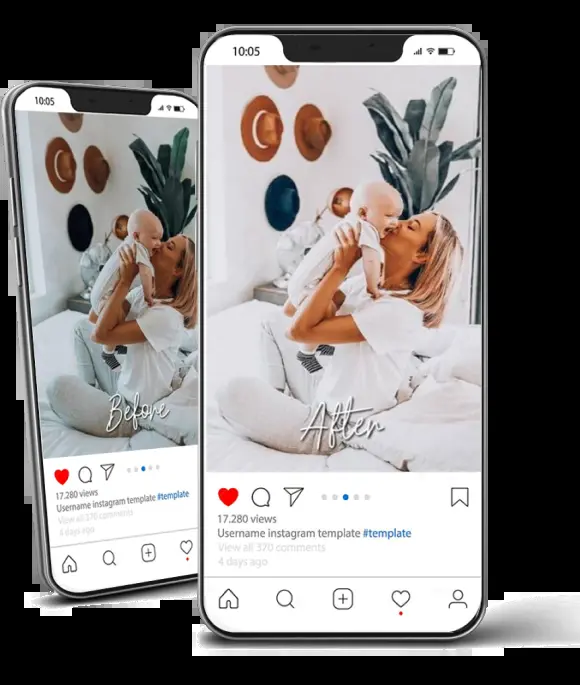 10:05
Before
17.280 views
Username instagram template #template
View all 370 comments
4 days ago
10:05
After
17.280 views
Username instagram template #template
View all 370 comments
4 days ago